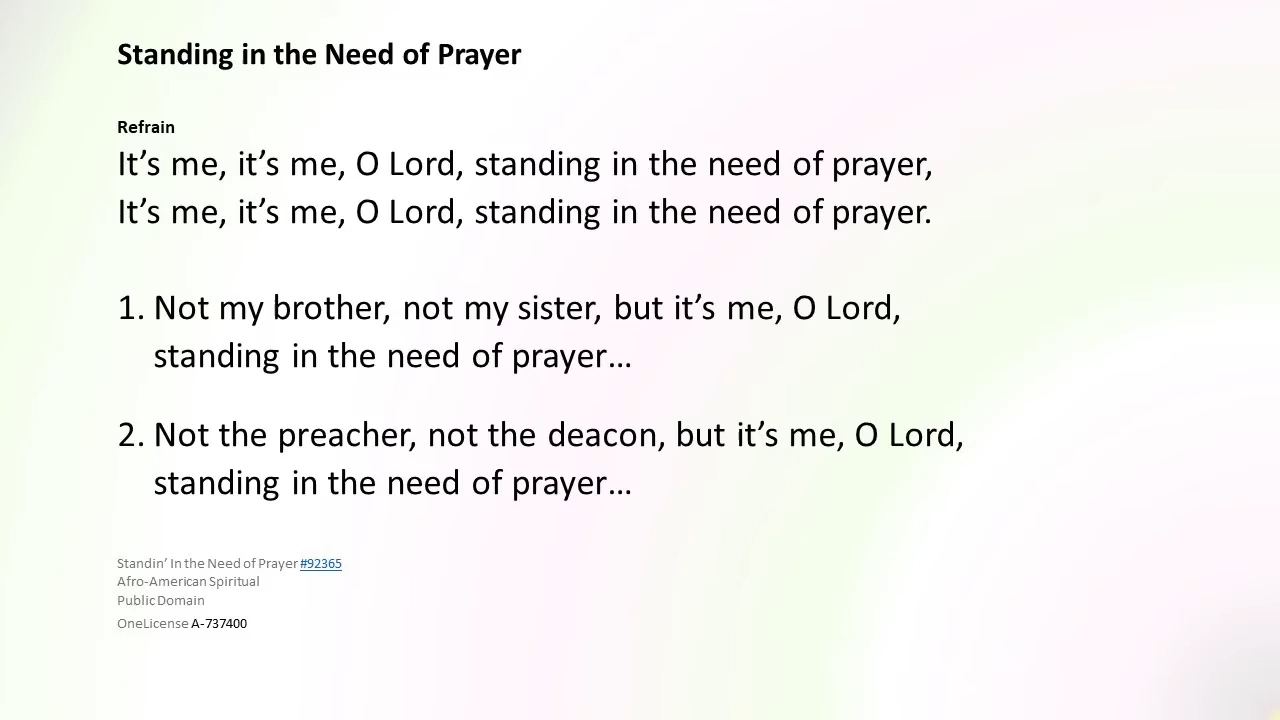 Standing in the Need of Prayer
Refrain
It’s me, it’s me, O Lord, standing in the need of prayer,
It’s me, it’s me, O Lord, standing in the need of prayer.
1. Not my brother, not my sister, but it’s me, O Lord,
standing in the need of prayer…
2. Not the preacher, not the deacon, but it’s me, O Lord,
standing in the need of prayer…
Standin’ In the Need of Prayer #92365
Afro-American Spiritual
Public Domain
OneLicense A-737400